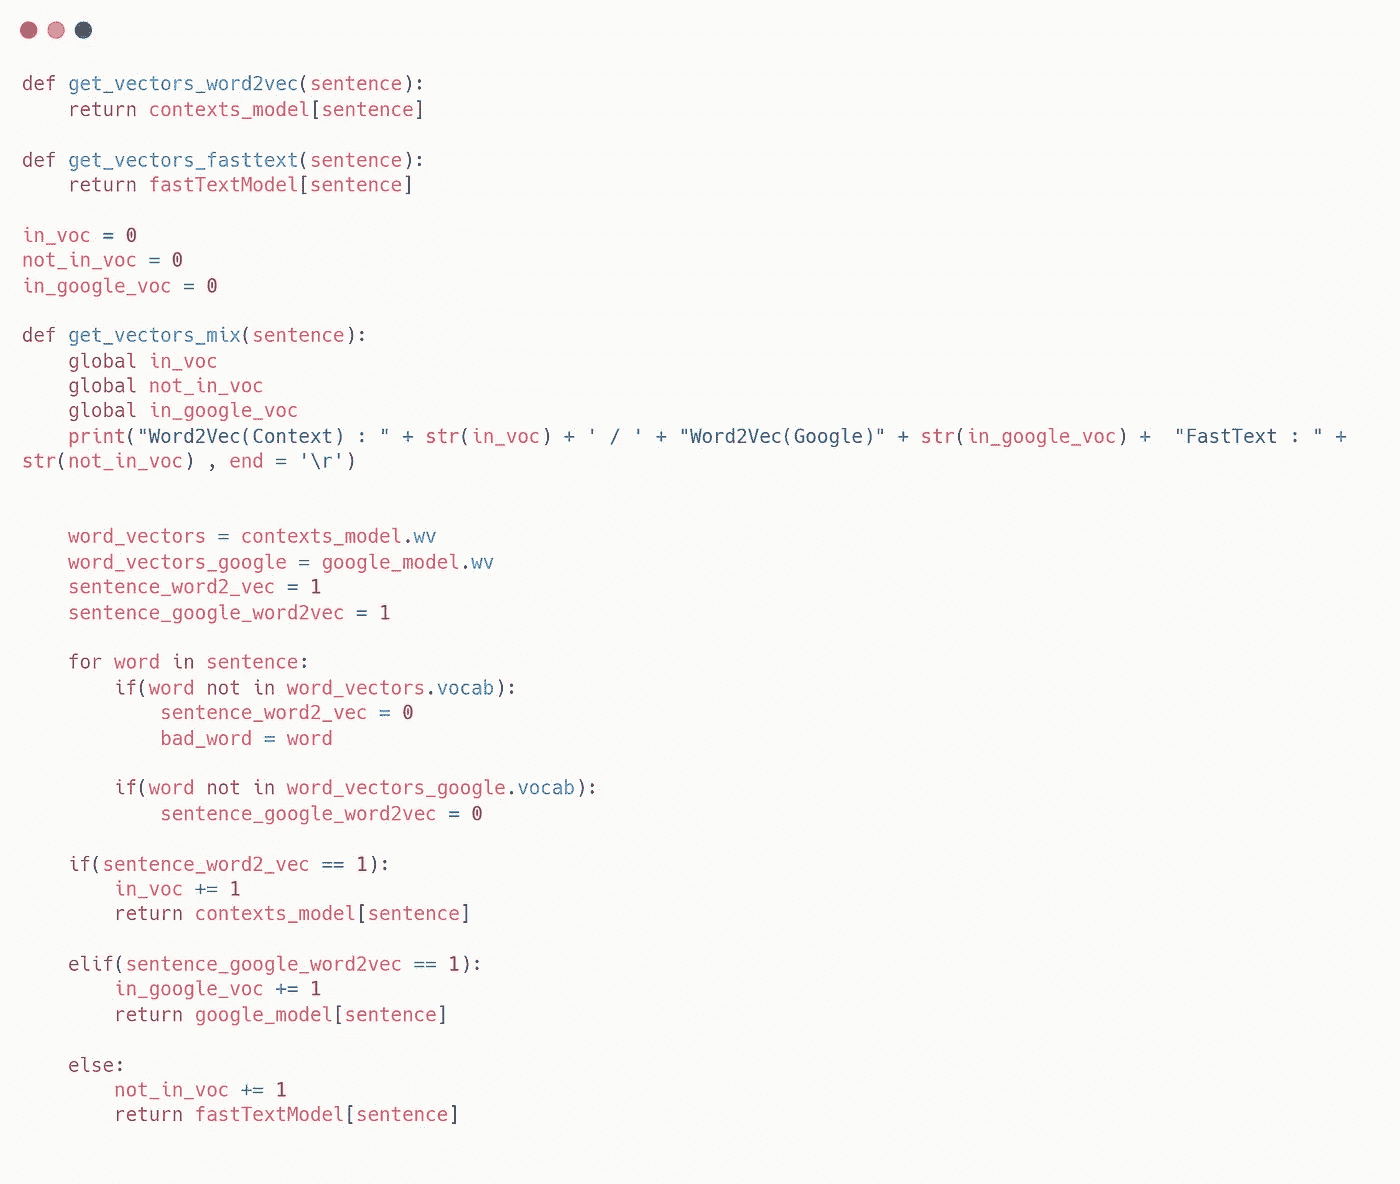 def get_vectors_word2vec(sentence):
    return contexts_model[sentence]

def get_vectors_fasttext(sentence):
    return fastTextModel[sentence]

in_voc = 0
not_in_voc = 0
in_google_voc = 0

def get_vectors_mix(sentence):
    global in_voc
    global not_in_voc
    global in_google_voc
    print("Word2Vec(Context) : " + str(in_voc) + ' / ' + "Word2Vec(Google)" + str(in_google_voc) +  "FastText : " +
str(not_in_voc) , end = '\r')


    word_vectors = contexts_model.wv
    word_vectors_google = google_model.wv
    sentence_word2_vec = 1
    sentence_google_word2vec = 1

    for word in sentence:
        if(word not in word_vectors.vocab):
            sentence_word2_vec = 0
            bad_word = word

        if(word not in word_vectors_google.vocab):
            sentence_google_word2vec = 0

    if(sentence_word2_vec == 1):
        in_voc += 1
        return contexts_model[sentence]

    elif(sentence_google_word2vec == 1):
        in_google_voc += 1
        return google_model[sentence]

    else:
        not_in_voc += 1
        return fastTextModel[sentence]